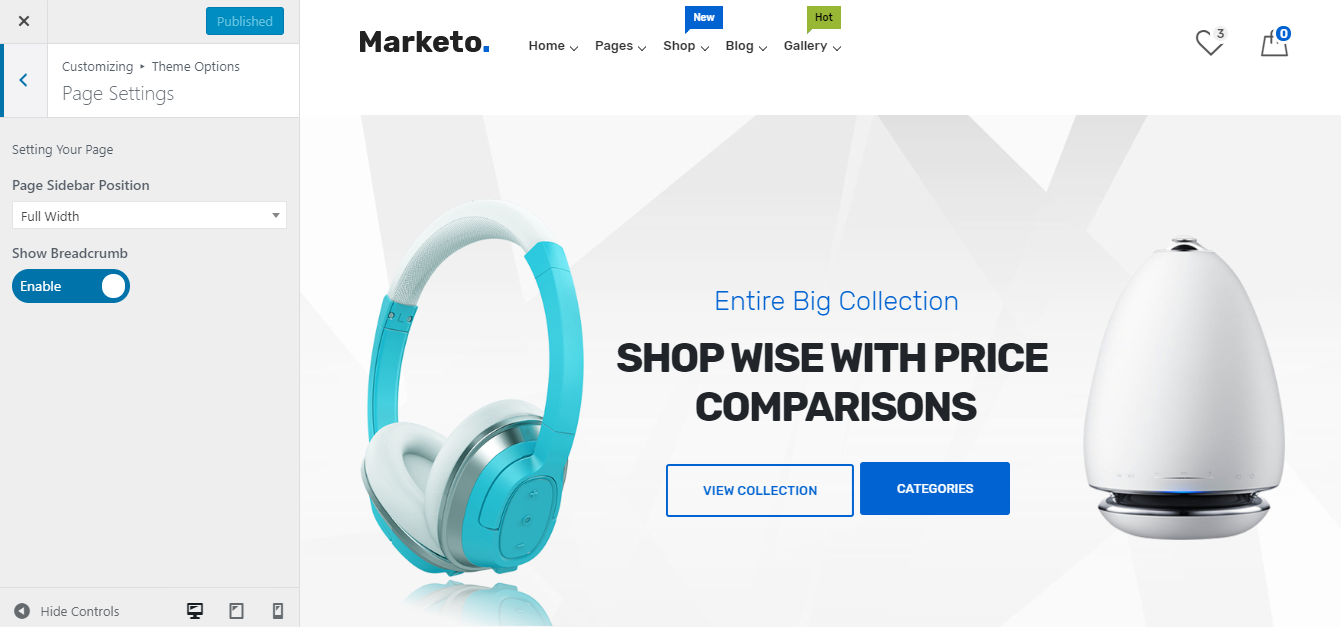 Published
Customizing ▸ Theme Options
Page Settings
Setting Your Page
Page Sidebar Position
Full Width
Show Breadcrumb
Enable
Hide Controls
New
Hot
Marketo.
Home
Pages
Shop
Blog
Gallery
3
0
Entire Big Collection
SHOP WISE WITH PRICE
COMPARISONS
VIEW COLLECTION
CATEGORIES